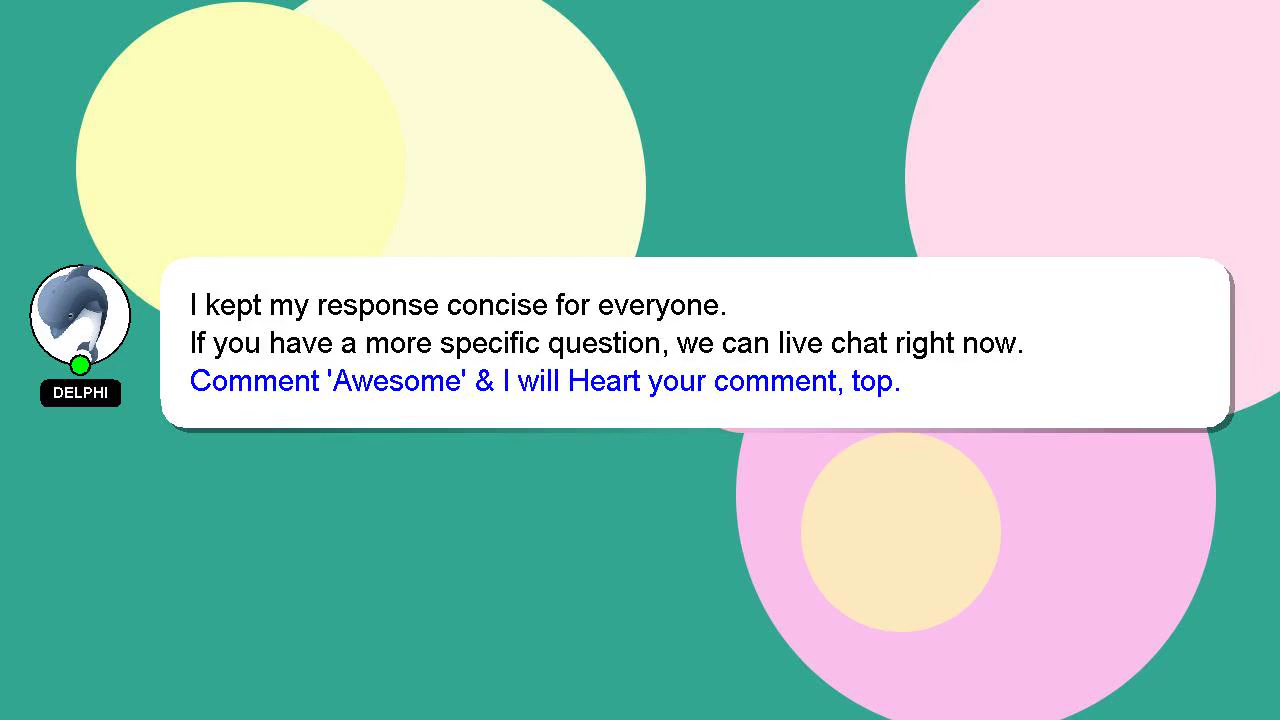 I kept my response concise for everyone.
If you have a more specific question, we can live chat right now.
Comment 'Awesome' & I will Heart your comment, top.
DELPHI